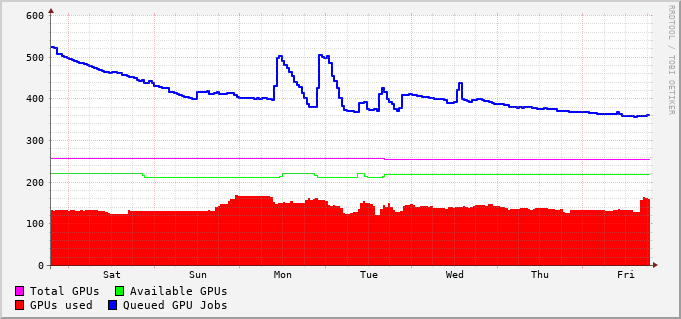 600
500
400
300
200
100
0
Sat Sun Mon Tue Wed Thu Fri
Total GPUs Available GPUs
GPUs used Queued GPU Jobs
RRDTOOL / TOBI OETIKER